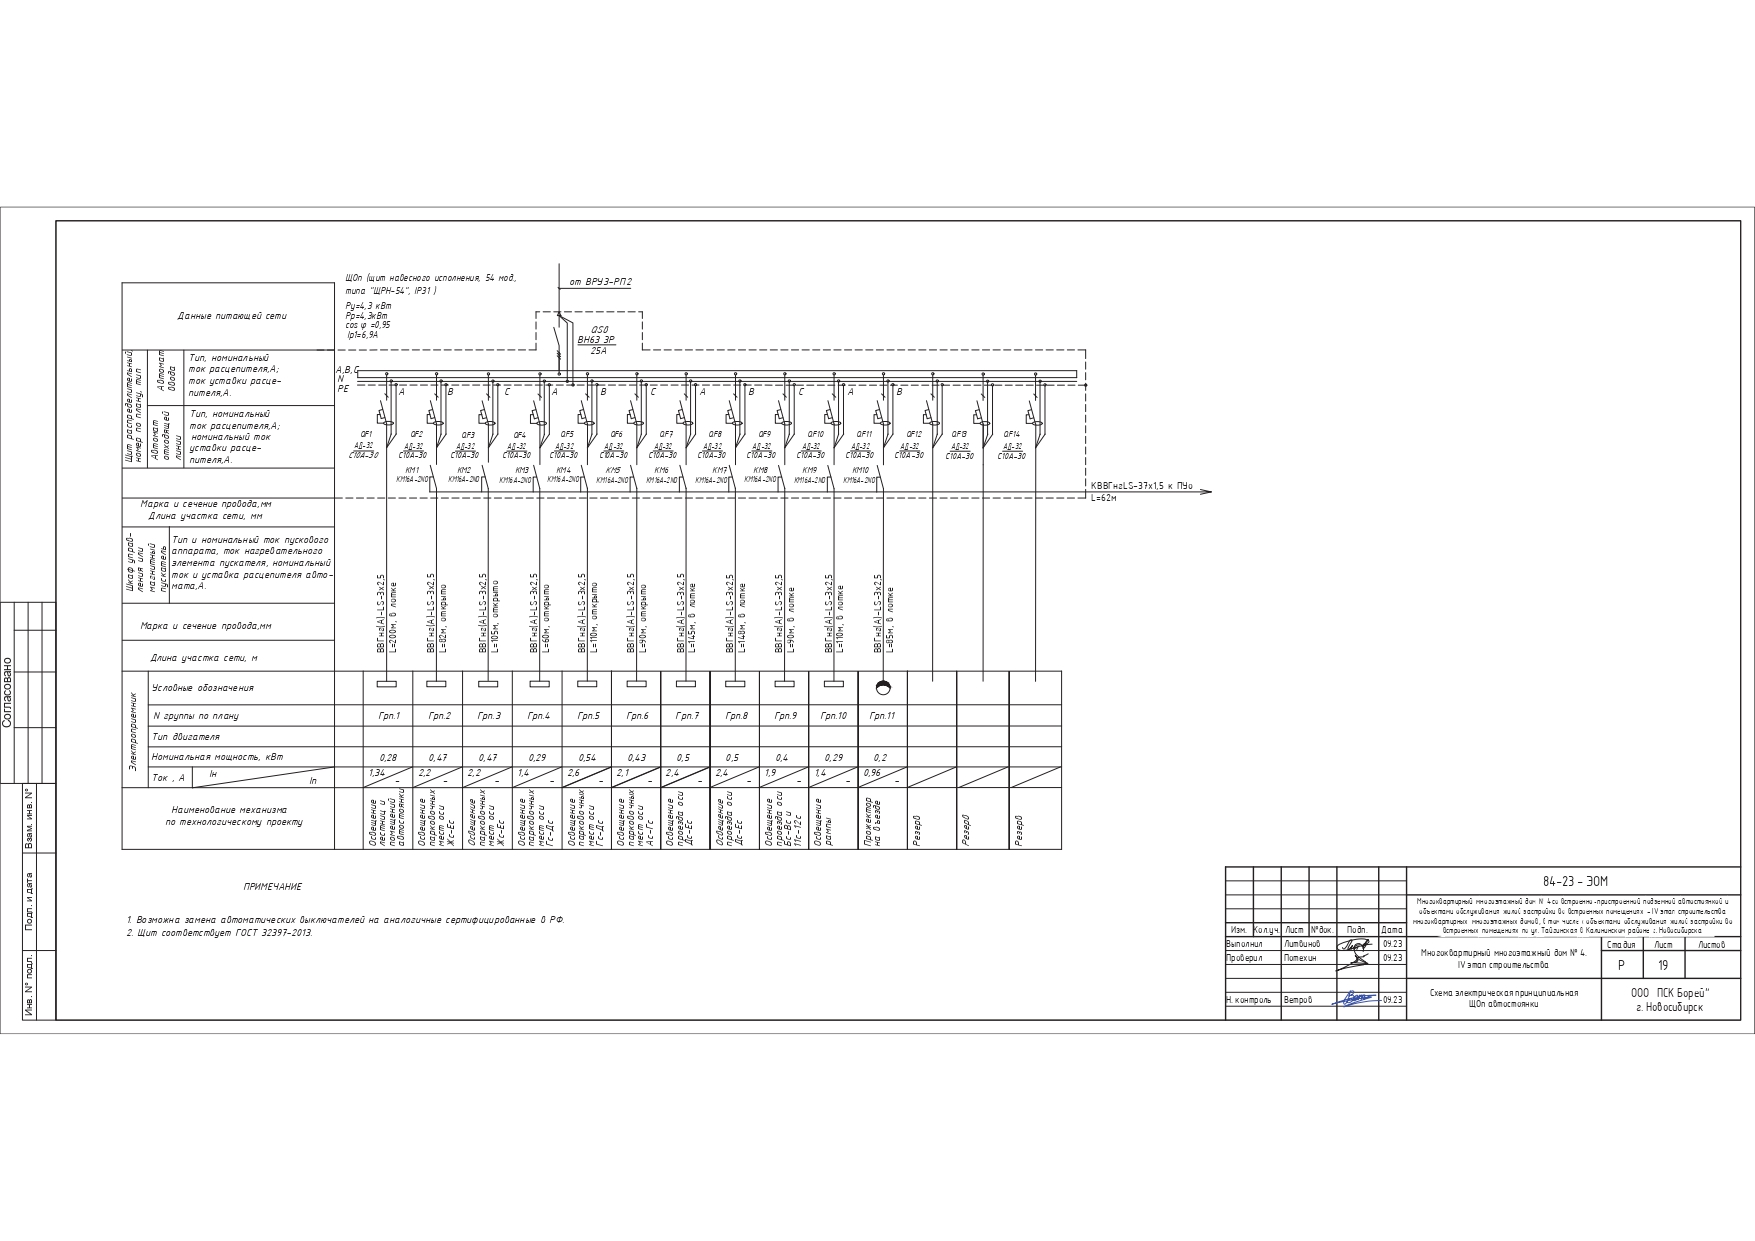 ЩОп (щит навесного исполнения, 54 мод.,
типа "ЩРН-54", IP31 )
Ру=4,3 кВт
Рр=4,3кВт
cos φ =0,95
Iр1=6,9А
от ВРУ3-РП2
QS0
ВН63 3Р
25А
Данные питающей сети
Щит распределительный,
номер по плану, тип
Автомат
ввода
Тип, номинальный
ток расцепителя,А;
ток уставки расце-
пителя,А.
Автомат
отходящей
линии
Тип, номинальный
ток расцепителя,А;
номинальный ток
уставки расце-
пителя,А.
A,B,C
N
PE
A B C A B C A B C A B
QF1 QF2 QF3 QF4 QF5 QF6 QF7 QF8 QF9 QF10 QF11 QF12 QF13 QF14
АД-32 АД-32 АД-32 АД-32 АД-32 АД-32 АД-32 АД-32 АД-32 АД-32 АД-32 АД-32 АД-32 АД-32
С10А-30 С10А-30 С10А-30 С10А-30 С10А-30 С10А-30 С10А-30 С10А-30 С10А-30 С10А-30 С10А-30 С10А-30 С10А-30 С10А-30
КМ1 КМ2 КМ3 КМ4 КМ5 КМ6 КМ7 КМ8 КМ9 КМ10
КМ16А-2N0 КМ16А-2N0 КМ16А-2N0 КМ16А-2N0 КМ16А-2N0 КМ16А-2N0 КМ16А-2N0 КМ16А-2N0 КМ16А-2N0 КМ16А-2N0
КВВГнгLS-37х1,5 к ПУо
L=62м
Марка и сечение провода,мм
Длина участка сети, мм
Шкаф управ-
ления или
магнитный
пускатель
Тип и номинальный ток пускового
аппарата, ток нагревательного
элемента пускателя, номинальный
ток и уставка расцепителя авто-
мата,А.
Марка и сечение провода,мм
Длина участка сети, м
ВВГнг(А)-LS-3х2,5
L=200м, в лотке
ВВГнг(А)-LS-3х2,5
L=82м, открыто
ВВГнг(А)-LS-3х2,5
L=105м, открыто
ВВГнг(А)-LS-3х2,5
L=60м, открыто
ВВГнг(А)-LS-3х2,5
L=110м, открыто
ВВГнг(А)-LS-3х2,5
L=90м, открыто
ВВГнг(А)-LS-3х2,5
L=145м, в лотке
ВВГнг(А)-LS-3х2,5
L=148м, в лотке
ВВГнг(А)-LS-3х2,5
L=90м, в лотке
ВВГнг(А)-LS-3х2,5
L=110м, в лотке
ВВГнг(А)-LS-3х2,5
L=85м, в лотке
Электроприемник
Условные обозначения
N группы по плану
Грп.1 Грп.2 Грп.3 Грп.4 Грп.5 Грп.6 Грп.7 Грп.8 Грп.9 Грп.10 Грп.11
Тип двигателя
Номинальная мощность, кВт
0,28 0,47 0,47 0,29 0,54 0,43 0,5 0,5 0,4 0,29 0,2
Ток , А
Iн
Iп
1,34 2,2 2,2 1,4 2,6 2,1 2,4 2,4 1,9 1,4 0,96
- - - - - - - - - - -
Наименование механизма
по технологическому проекту
Освещение
лестниц и
помещений
автостоянки
Освещение
парковочных
мест оси
Жс-Ес
Освещение
парковочных
мест оси
Жс-Ес
Освещение
парковочных
мест оси
Гс-Дс
Освещение
парковочных
мест оси
Гс-Дс
Освещение
парковочных
мест оси
Ас-Гс
Освещение
проезда оси
Дс-Ес
Освещение
проезда оси
Дс-Ес
Освещение
проезда оси
Бс-Вс и
11с-12с
Освещение
рампы
Прожектор
на въезде
Резерв
Резерв
Резерв
ПРИМЕЧАНИЕ
1. Возможна замена автоматических выключателей на аналогичные сертифицированные в РФ.
2. Щит соответствует ГОСТ 32397-2013.
Согласовано
Взам. инв. N°
Подп. и дата
Инв. N° подл.
84-23 - ЭОМ
Многоквартирный многоэтажный дом N° 4 со встроенно-пристроенной подземной автостоянкой и
объектами обслуживания жилой застройки во встроенных помещениях - IV этап строительства
многоквартирных многоэтажных домов, в том числе с объектами обслуживания жилой застройки во
встроенных помещениях по ул. Тайгинская в Калининском районе г. Новосибирска
Изм. Кол.уч. Лист N°док. Подп. Дата
Выполнил Литвинов 09.23
Проверил Потехин 09.23
Н. контроль Ветров 09.23
Многоквартирный многоэтажный дом N° 4.
IV этап строительства
Стадия Лист Листов
Р 19
Схема электрическая принципиальная
ЩОп автостоянки
ООО ПСК Борей"
г. Новосибирск